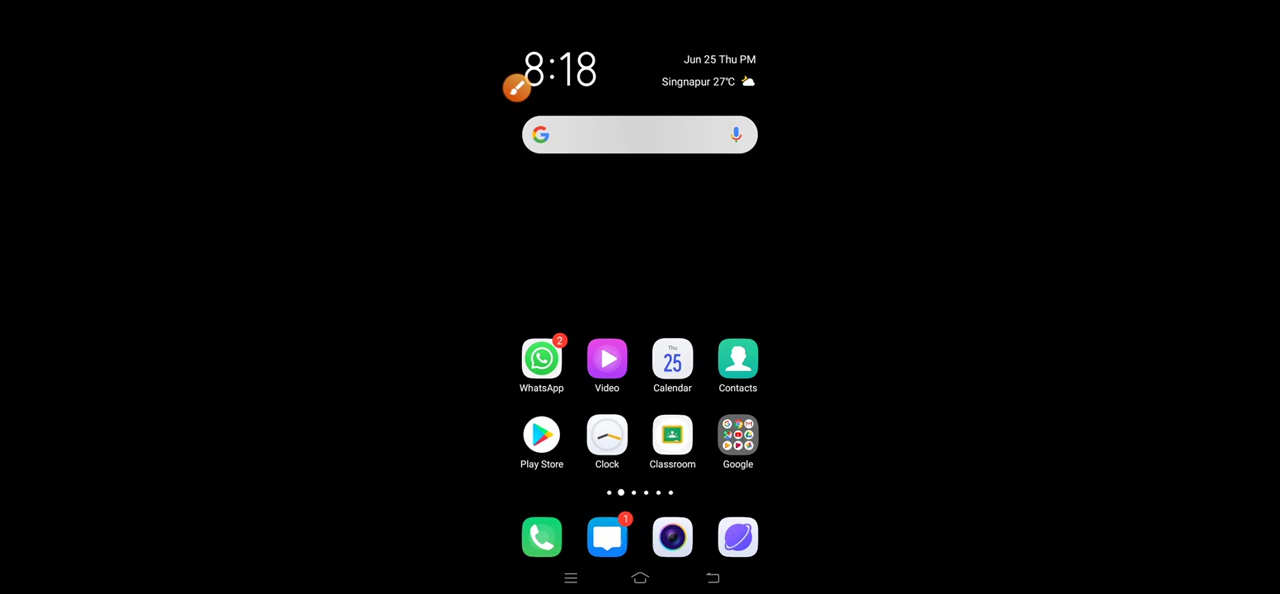 8:18
Jun 25 Thu PM
Singnapur 27℃
2
Thu
25
WhatsApp
Video
Calendar
Contacts
Play Store
Clock
Classroom
Google
1